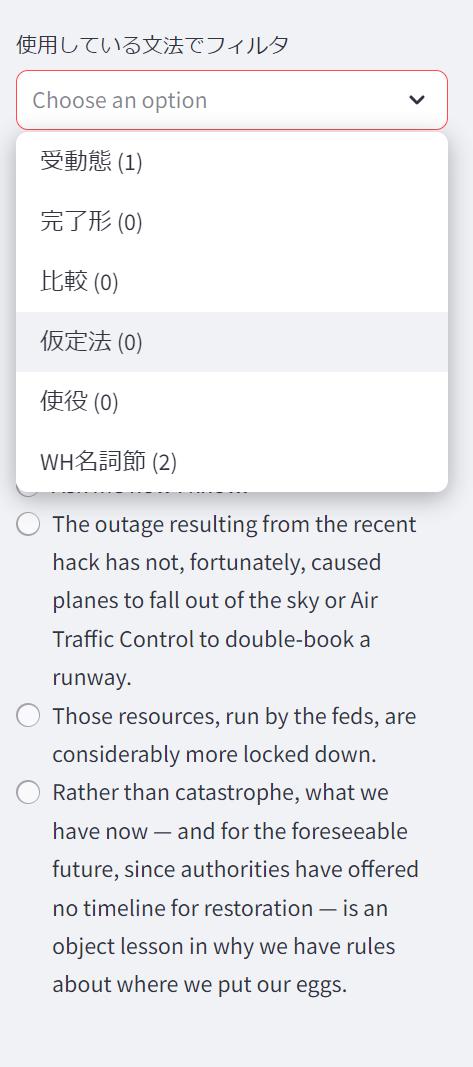 使用している文法でフィルタ
Choose an option
受動態 (1)
完了形 (0)
比較 (0)
仮定法 (0)
使役 (0)
WH名詞節 (2)
The outage resulting from the recent
hack has not, fortunately, caused
planes to fall out of the sky or Air
Traffic Control to double-book a
runway.
Those resources, run by the feds, are
considerably more locked down.
Rather than catastrophe, what we
have now — and for the foreseeable
future, since authorities have offered
no timeline for restoration — is an
object lesson in why we have rules
about where we put our eggs.